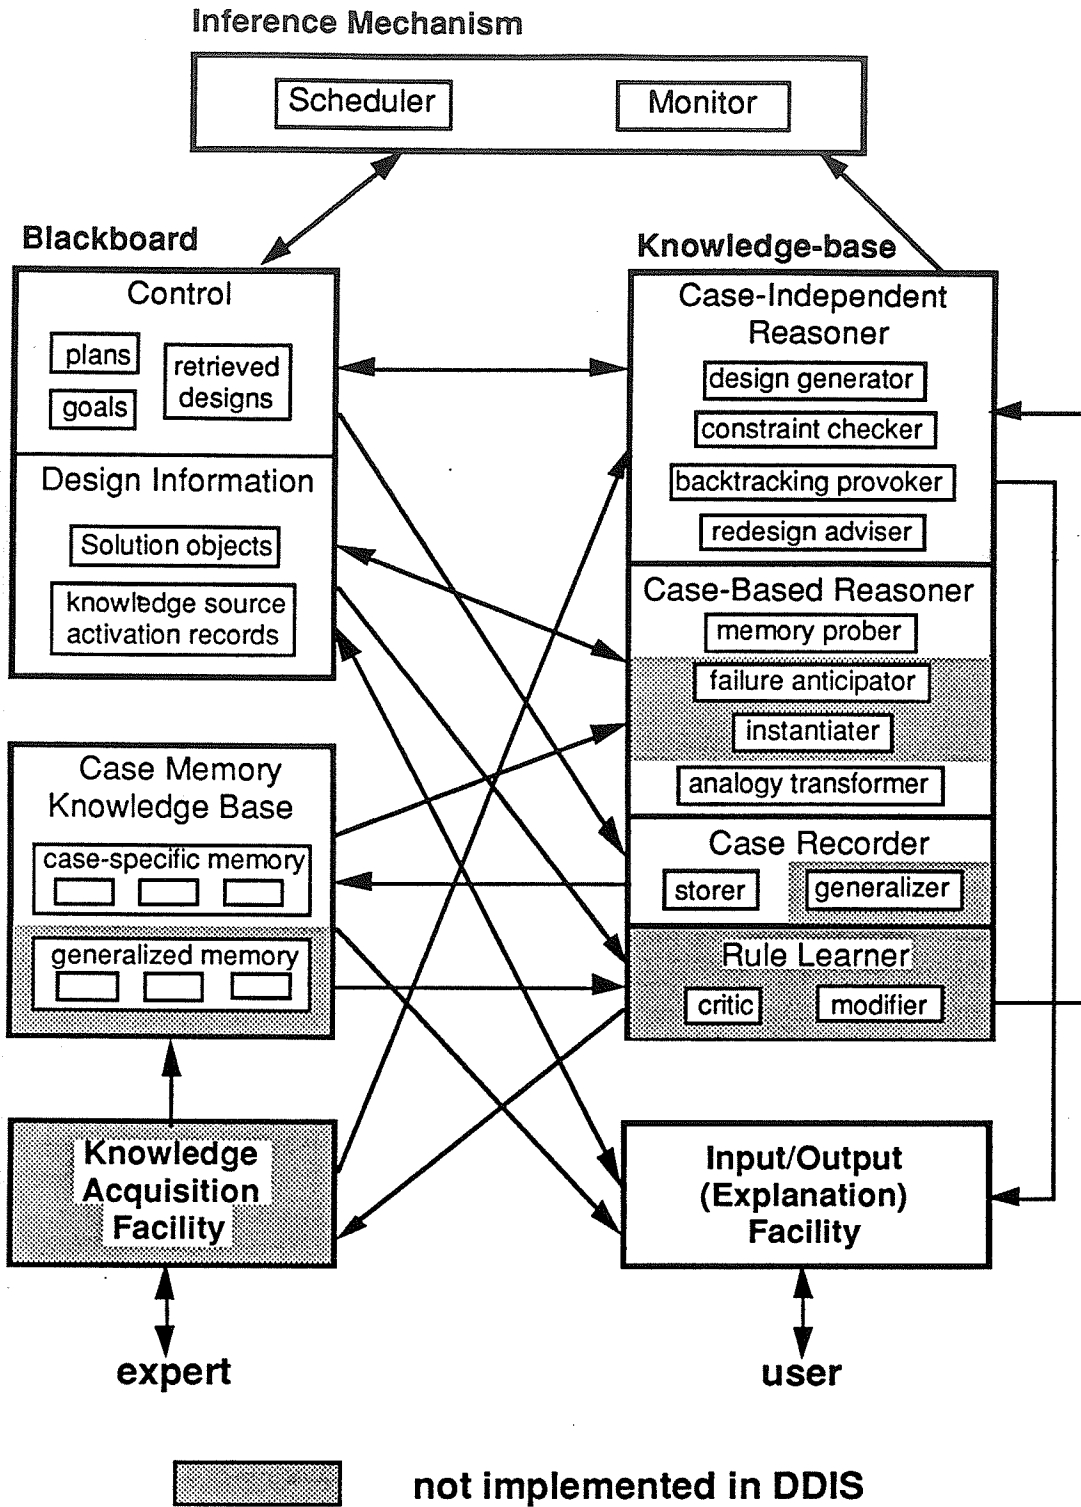 Inference Mechanism
Scheduler
Monitor
Blackboard
Control
plans
goals
retrieved
designs
Design Information
Solution objects
knowledge source
activation records
Knowledge-base
Case-Independent
Reasoner
design generator
constraint checker
backtracking provoker
redesign adviser
Case-Based Reasoner
memory prober
failure anticipator
instantiater
analogy transformer
Case Recorder
storer
generalizer
Rule Learner
critic
modifier
Case Memory
Knowledge Base
case-specific memory
generalized memory
Knowledge
Acquisition
Facility
Input/Output
(Explanation)
Facility
expert
user
not implemented in DDIS